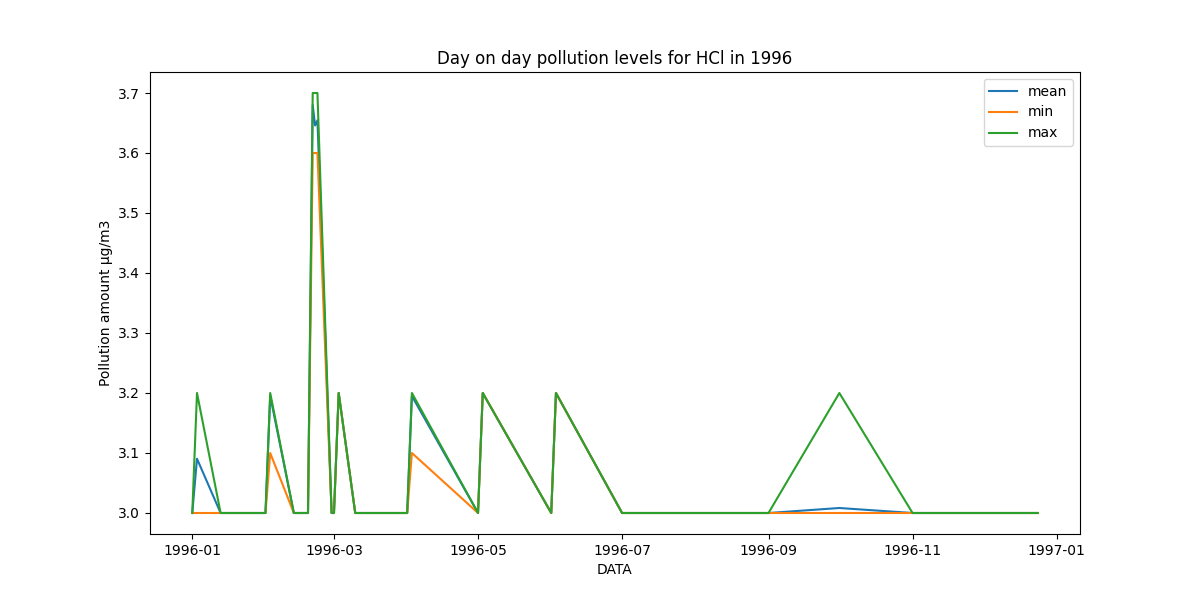 Day on day pollution levels for HCl in 1996
mean
min
max
3.7
3.6
3.5
3.4
3.3
3.2
3.1
3.0
Pollution amount µg/m3
1996-01
1996-03
1996-05
1996-07
1996-09
1996-11
1997-01
DATA